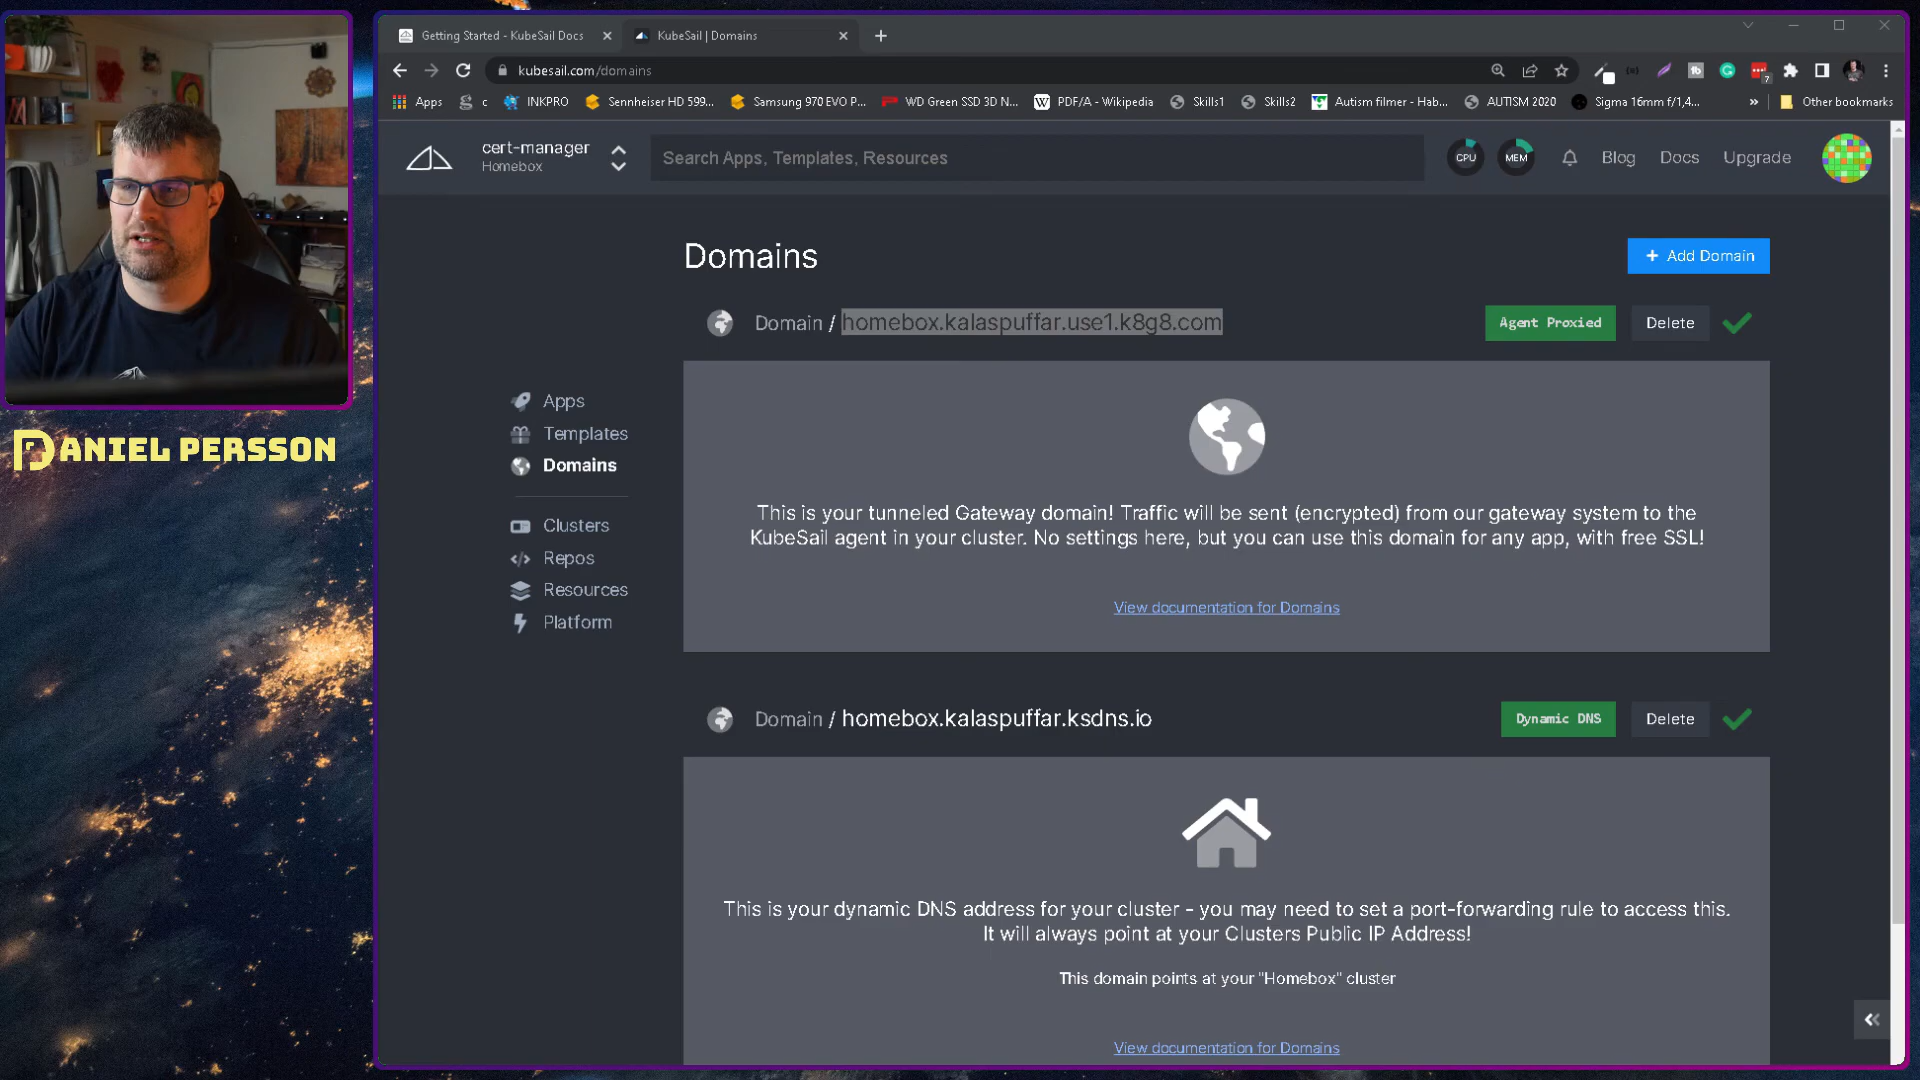 Getting Started - KubeSail Docs
KubeSail | Domains
kubesail.com/domains
7
Apps
c
INKPRO
Sennheiser HD 599...
Samsung 970 EVO P...
WD Green SSD 3D N...
PDF/A - Wikipedia
Skills1
Skills2
Autism filmer - Hab...
AUTISM 2020
Sigma 16mm f/1,4...
Other bookmarks
cert-manager
Homebox
Search Apps, Templates, Resources
CPU
MEM
Blog
Docs
Upgrade
Domains
+ Add Domain
Domain / homebox.kalaspuffar.use1.k8g8.com
Agent Proxied
Delete
Apps
Templates
Domains
Clusters
Repos
Resources
Platform
This is your tunneled Gateway domain! Traffic will be sent (encrypted) from our gateway system to the
KubeSail agent in your cluster. No settings here, but you can use this domain for any app, with free SSL!
View documentation for Domains
Domain / homebox.kalaspuffar.ksdns.io
Dynamic DNS
Delete
This is your dynamic DNS address for your cluster - you may need to set a port-forwarding rule to access this.
It will always point at your Clusters Public IP Address!
This domain points at your "Homebox" cluster
View documentation for Domains
DANIEL PERSSON